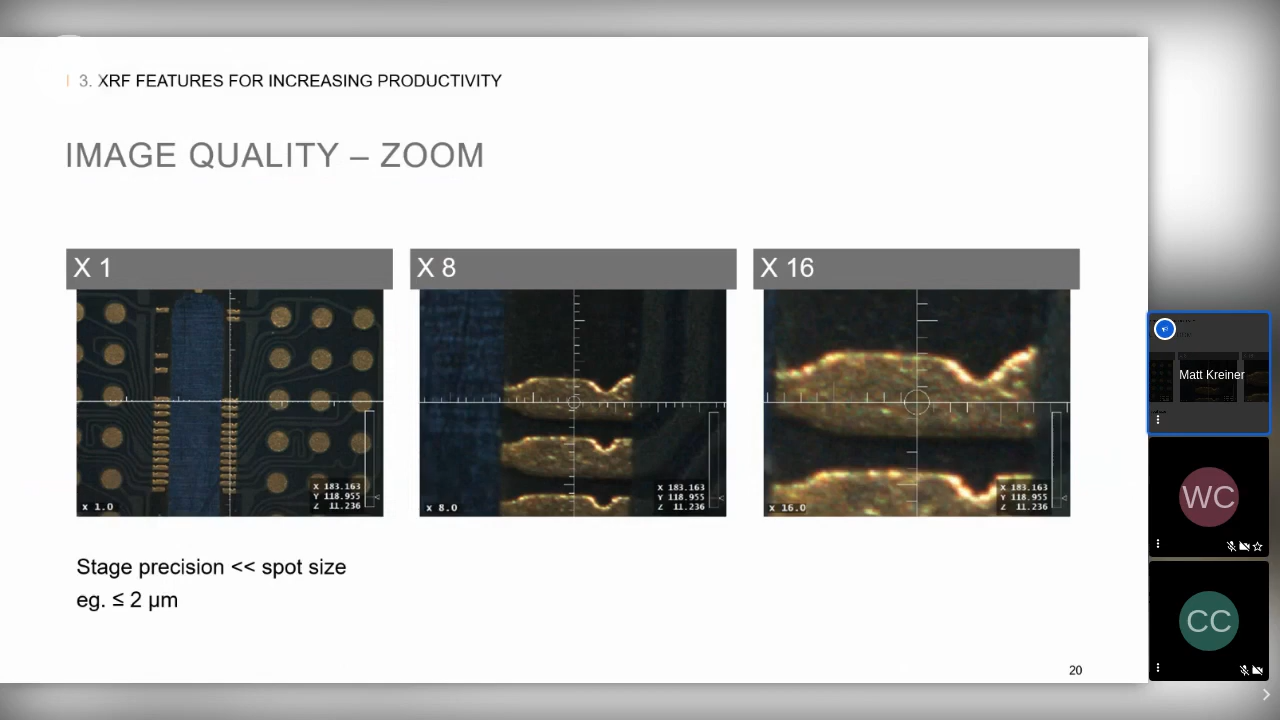 3. XRF FEATURES FOR INCREASING PRODUCTIVITY
IMAGE QUALITY – ZOOM
X 1
X 8
X 16
X 183.163
Y 118.955
Z 11.236
x 1.0
X 183.163
Y 118.955
Z 11.236
x 8.0
X 183.163
Y 118.955
Z 11.236
x 16.0
Stage precision << spot size
eg. ≤ 2 µm
20
Matt Kreiner
WC
CC